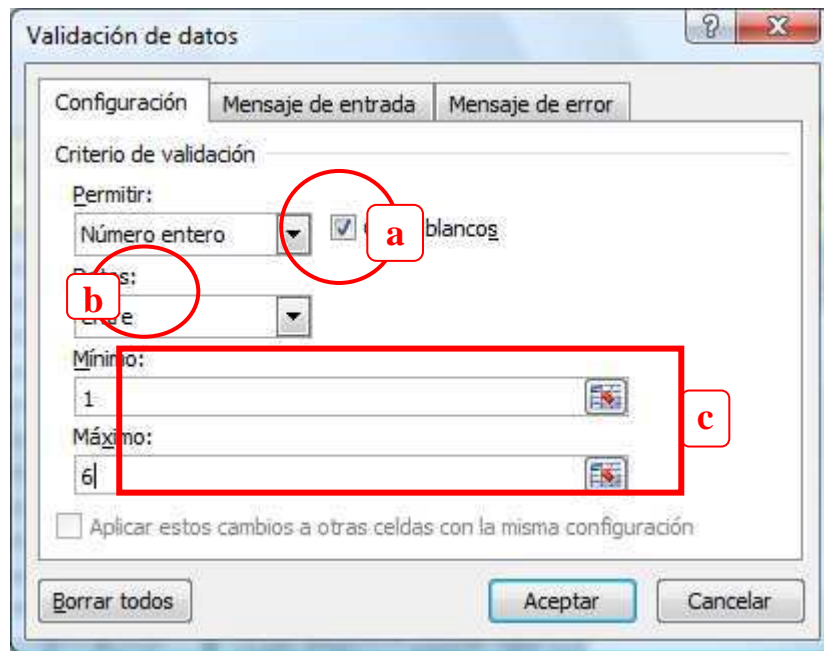 Validación de datos
Configuración
Mensaje de entrada
Mensaje de error
Criterio de validación
Permitir:
Número entero
a
blancos
b
Mínimo:
1
c
Máximo:
6
Aplicar estos cambios a otras celdas con la misma configuración
Borrar todos
Aceptar
Cancelar